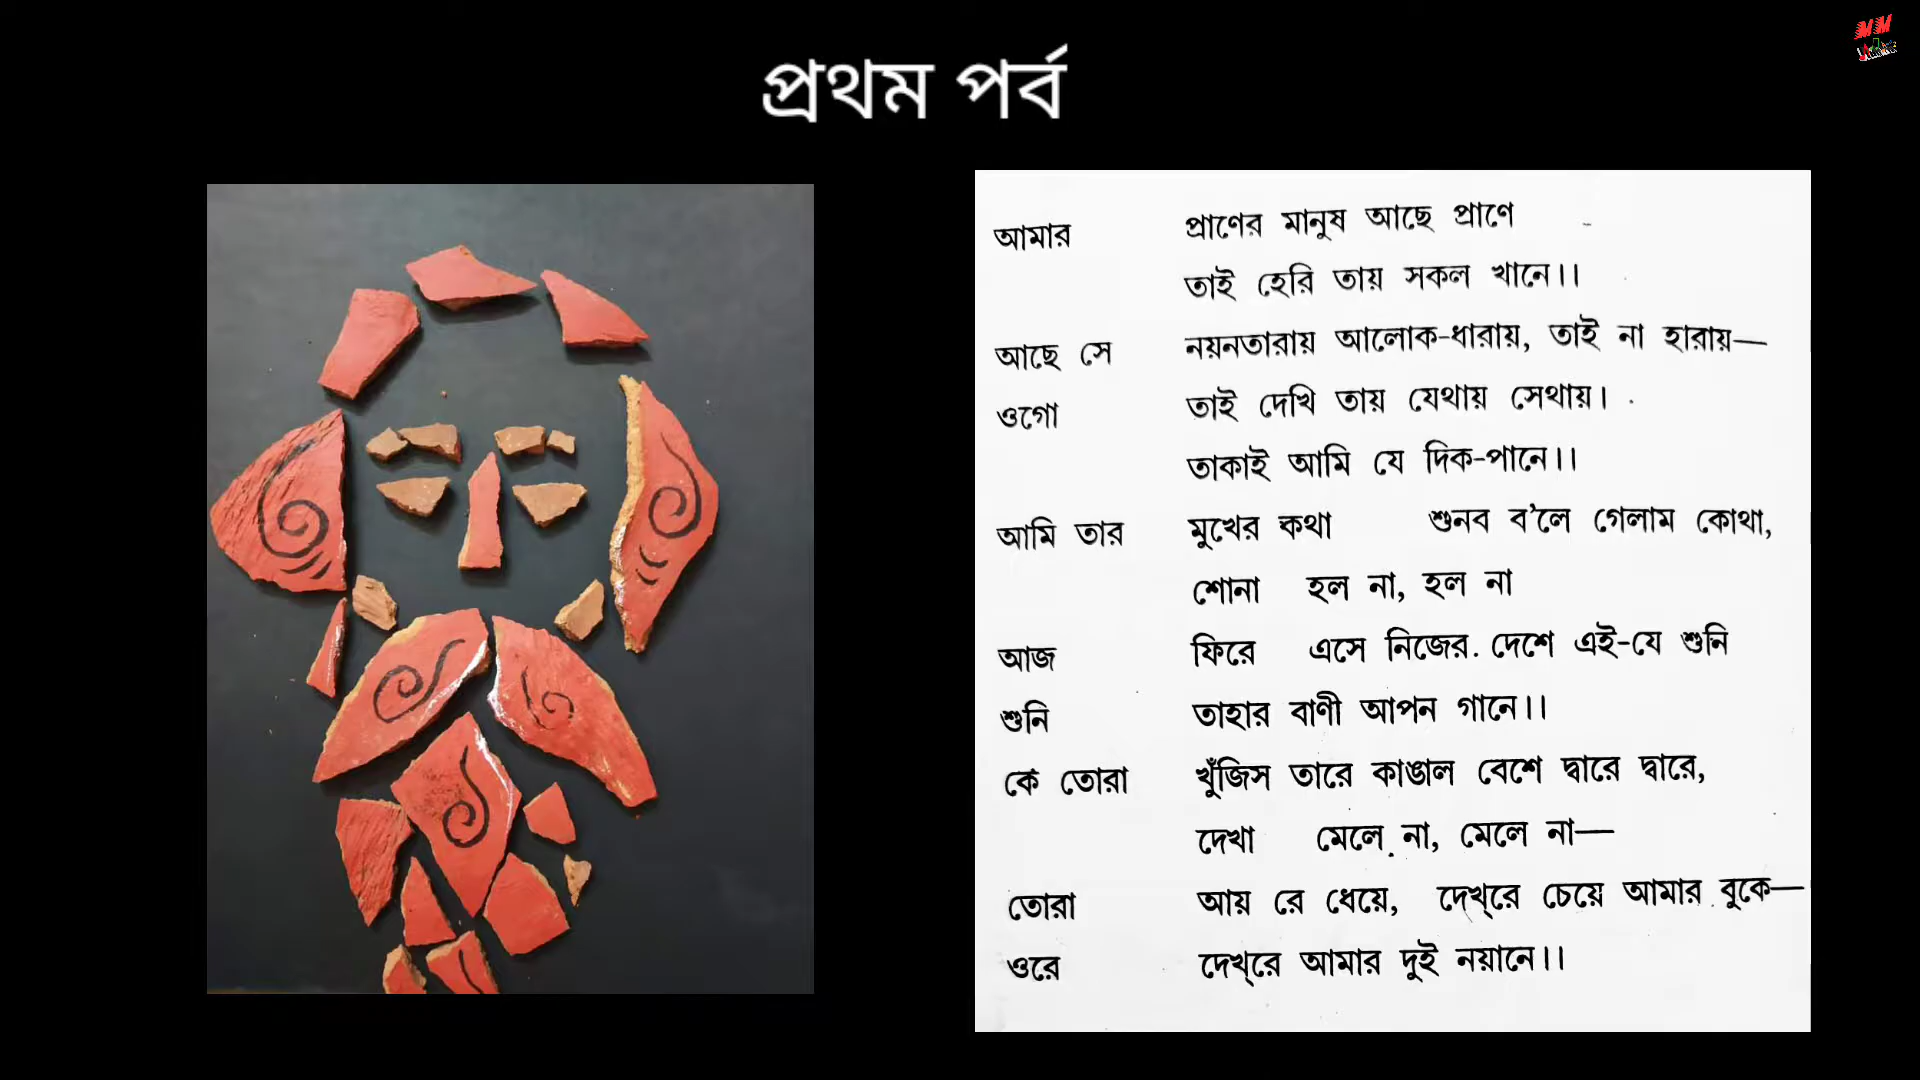 প্রথম পর্ব
MM
আমার প্রাণের মানুষ আছে প্রাণে
তাই হেরি তায় সকল খানে।।
আছে সে নয়নতারায় আলোক-ধারায়, তাই না হারায়—
ওগো তাই দেখি তায় যেথায় সেথায়।
তাকাই আমি যে দিক-পানে।।
আমি তার মুখের কথা শুনব ব'লে গেলাম কোথা,
শোনা হল না, হল না
আজ ফিরে এসে নিজের দেশে এই-যে শুনি
শুনি তাহার বাণী আপন গানে।।
কে তোরা খুঁজিস তারে কাঙাল বেশে দ্বারে দ্বারে,
দেখা মেলে না, মেলে না—
তোরা আয় রে ধেয়ে, দেখ্‌রে চেয়ে আমার বুকে—
ওরে দেখ্‌রে আমার দুই নয়ানে।।